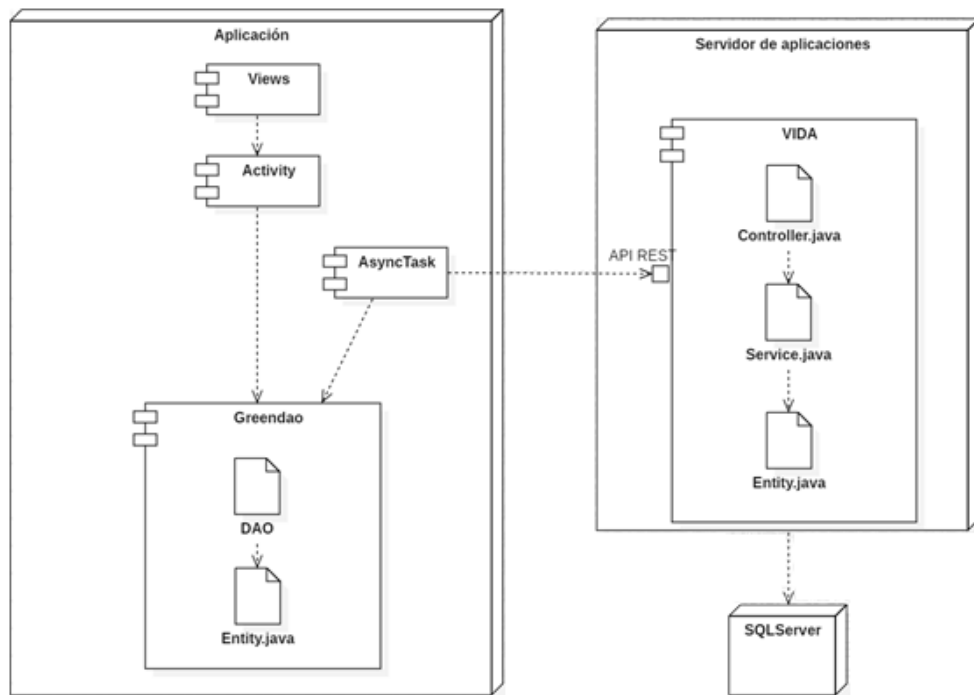 Aplicación
Views
Activity
AsyncTask
Greendao
DAO
Entity.java
API REST
Servidor de aplicaciones
VIDA
Controller.java
Service.java
Entity.java
SQLServer